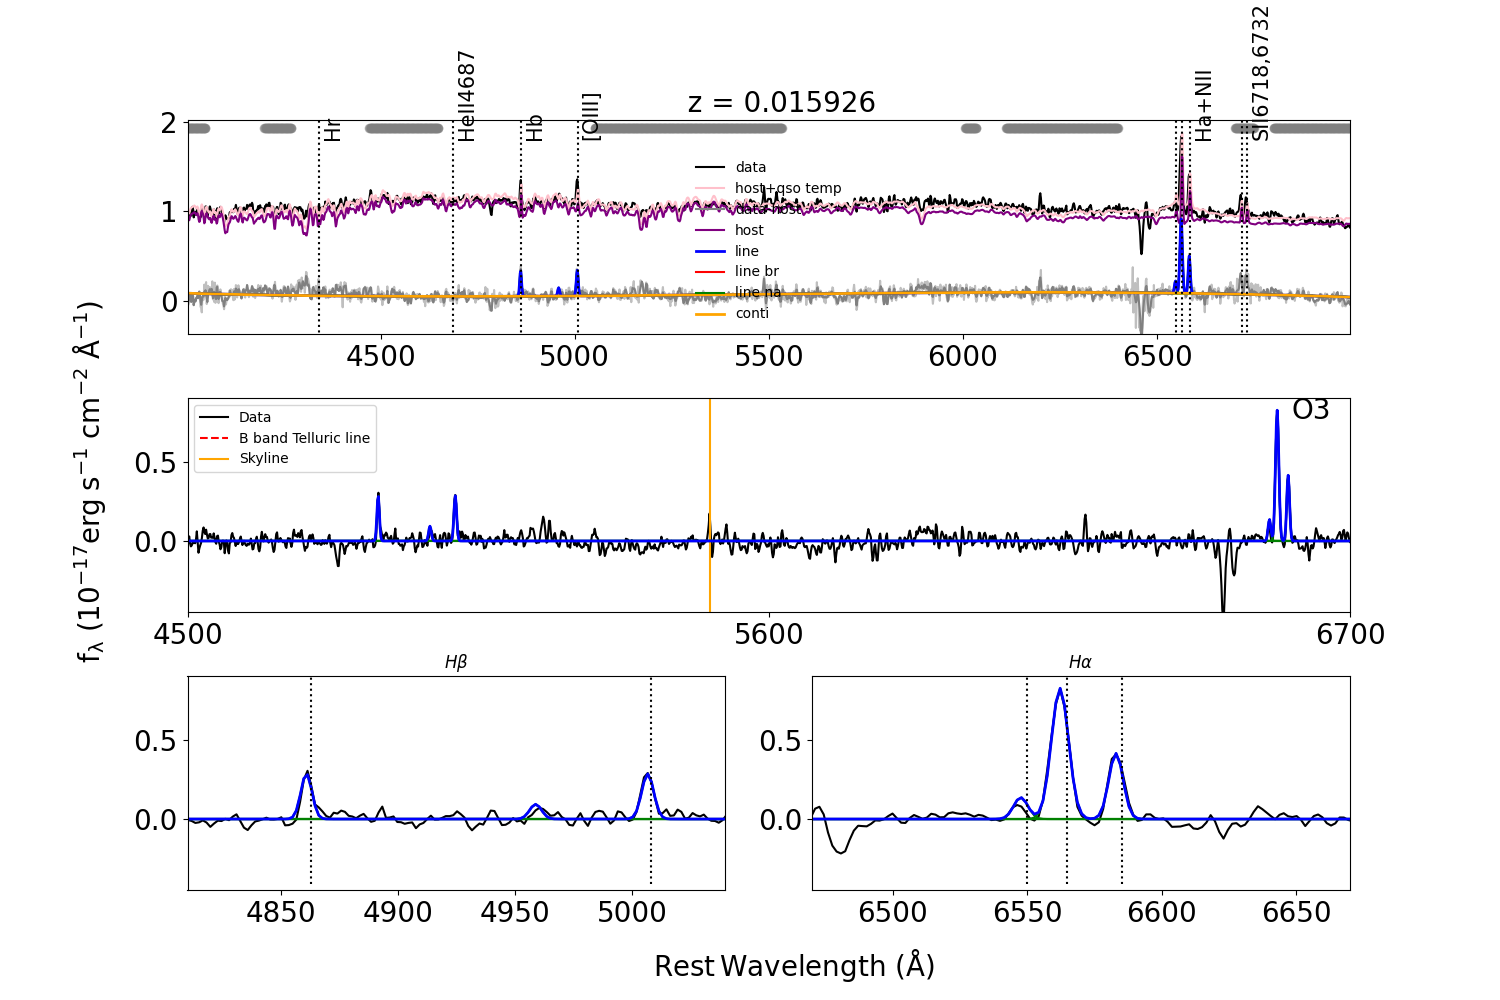 z = 0.015926
Hr
HeII4687
Hb
[OIII]
Ha+NII
SII6718,6732
2
1
0
data
host+qso temp
data-host
host
line
line br
line na
conti
4500 5000 5500 6000 6500
Data
B band Telluric line
Skyline
O3
0.5
0.0
4500 5600 6700
fλ (10⁻¹⁷erg s⁻¹ cm⁻² Å⁻¹)
Hβ
0.5
0.0
4850 4900 4950 5000
Hα
0.5
0.0
6500 6550 6600 6650
Rest Wavelength (Å)